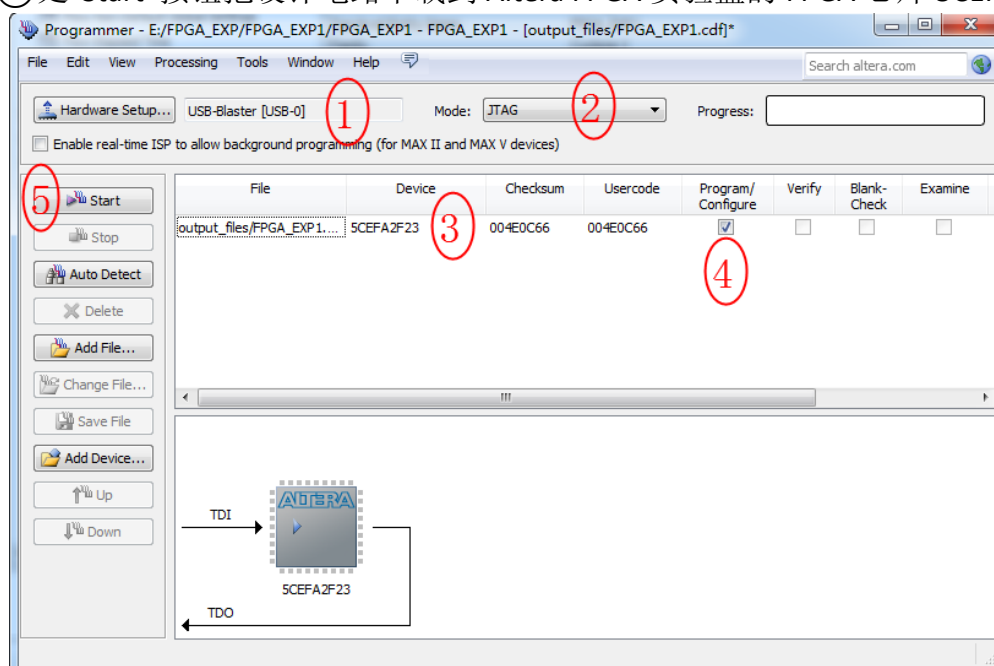 Programmer - E:/FPGA_EXP/FPGA_EXP1/FPGA_EXP1 - FPGA_EXP1 - [output_files/FPGA_EXP1.cdf]*
File Edit View Processing Tools Window Help Search altera.com
Hardware Setup... USB-Blaster [USB-0] 1 Mode: JTAG 2 Progress:
Enable real-time ISP to allow background programming (for MAX II and MAX V devices)
5 Start
Stop
Auto Detect
Delete
Add File...
Change File...
Save File
Add Device...
Up
Down
File Device Checksum Usercode Program/ Configure Verify Blank- Check Examine
output_files/FPGA_EXP1.... 5CEFA2F23 3 004E0C66 004E0C66
4
TDI
ALTERA
5CEFA2F23
TDO